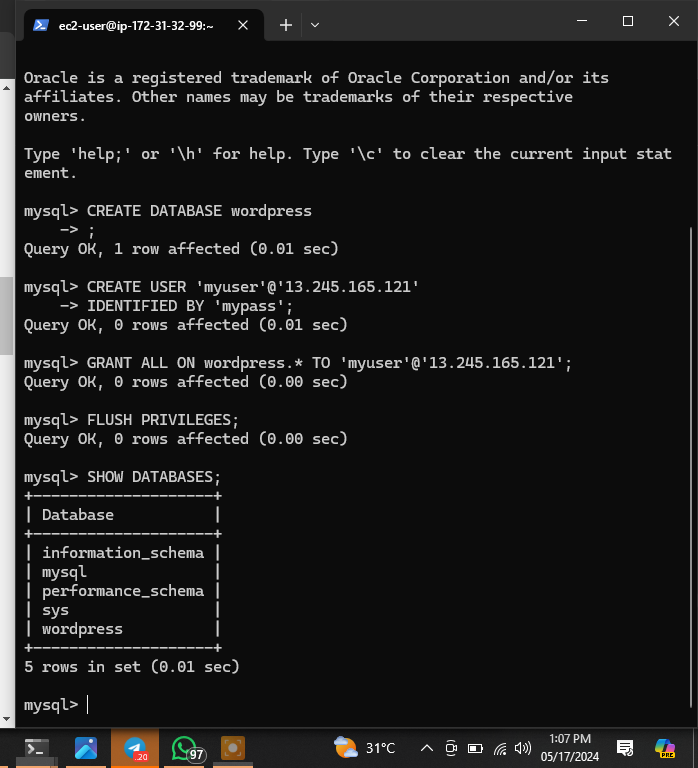 ec2-user@ip-172-31-32-99:~
Oracle is a registered trademark of Oracle Corporation and/or its
affiliates. Other names may be trademarks of their respective
owners.
Type 'help;' or '\h' for help. Type '\c' to clear the current input stat
ement.
mysql> CREATE DATABASE wordpress
    -> ;
Query OK, 1 row affected (0.01 sec)
mysql> CREATE USER 'myuser'@'13.245.165.121'
    -> IDENTIFIED BY 'mypass';
Query OK, 0 rows affected (0.01 sec)
mysql> GRANT ALL ON wordpress.* TO 'myuser'@'13.245.165.121';
Query OK, 0 rows affected (0.00 sec)
mysql> FLUSH PRIVILEGES;
Query OK, 0 rows affected (0.00 sec)
mysql> SHOW DATABASES;
+--------------------+
| Database           |
+--------------------+
| information_schema |
| mysql              |
| performance_schema |
| sys                |
| wordpress          |
+--------------------+
5 rows in set (0.01 sec)
mysql>
20
97
31°C
1:07 PM
05/17/2024
PRE